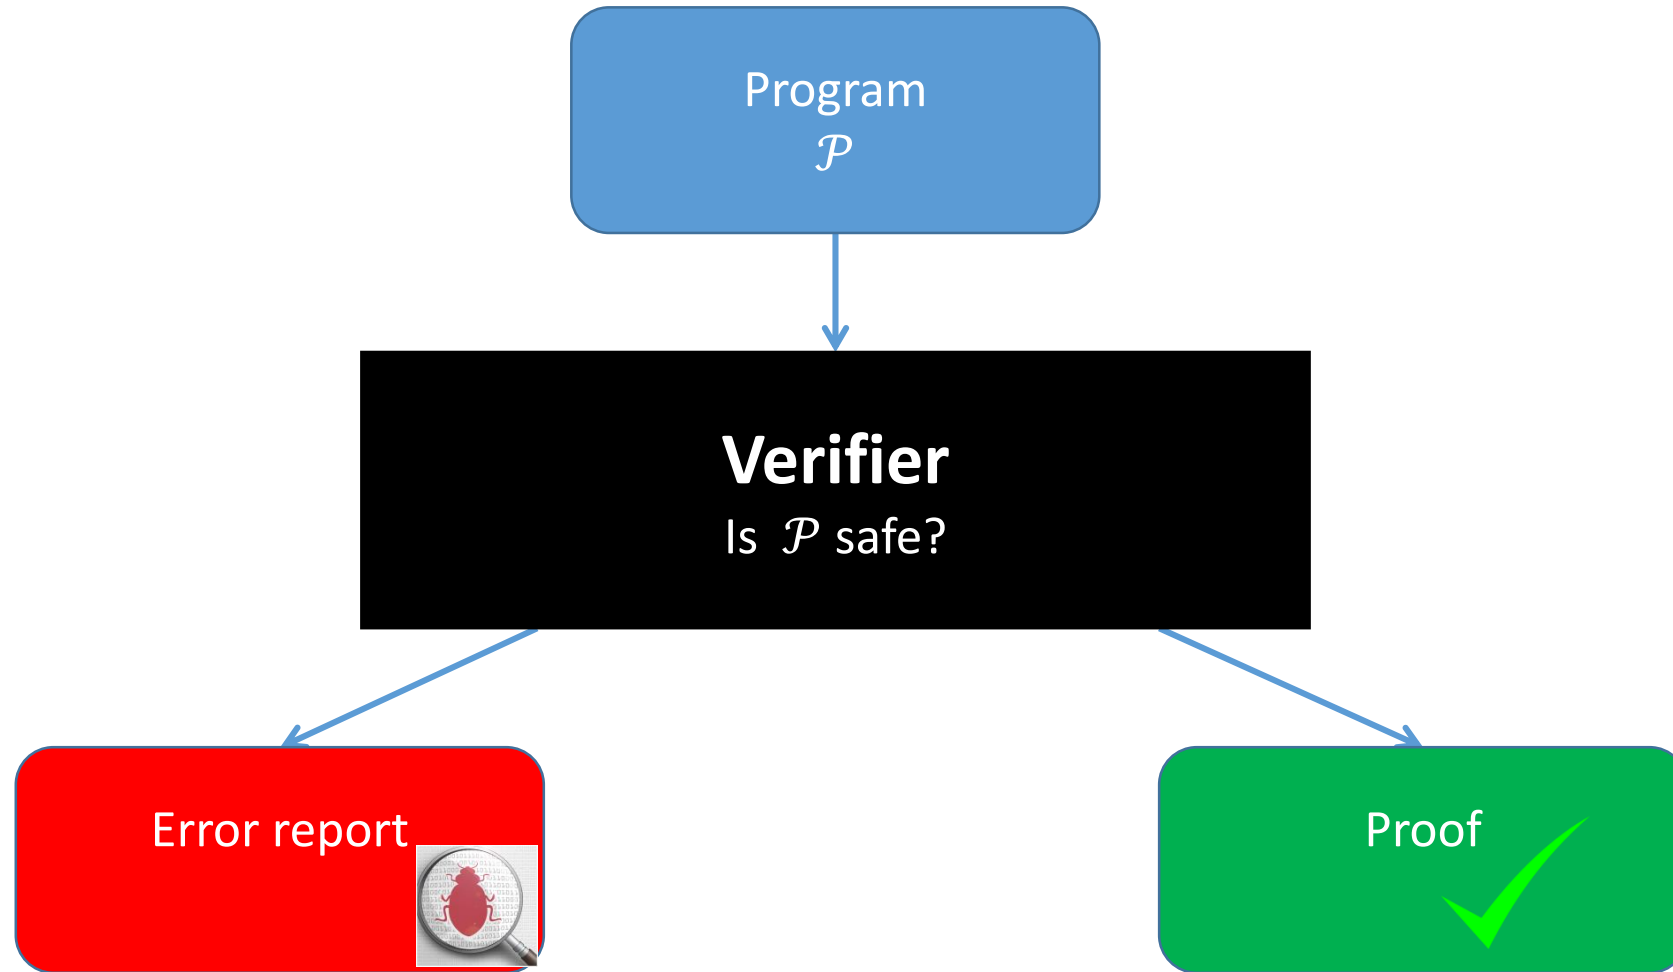 Program
𝒫
Verifier
Is 𝒫 safe?
Error report
Proof